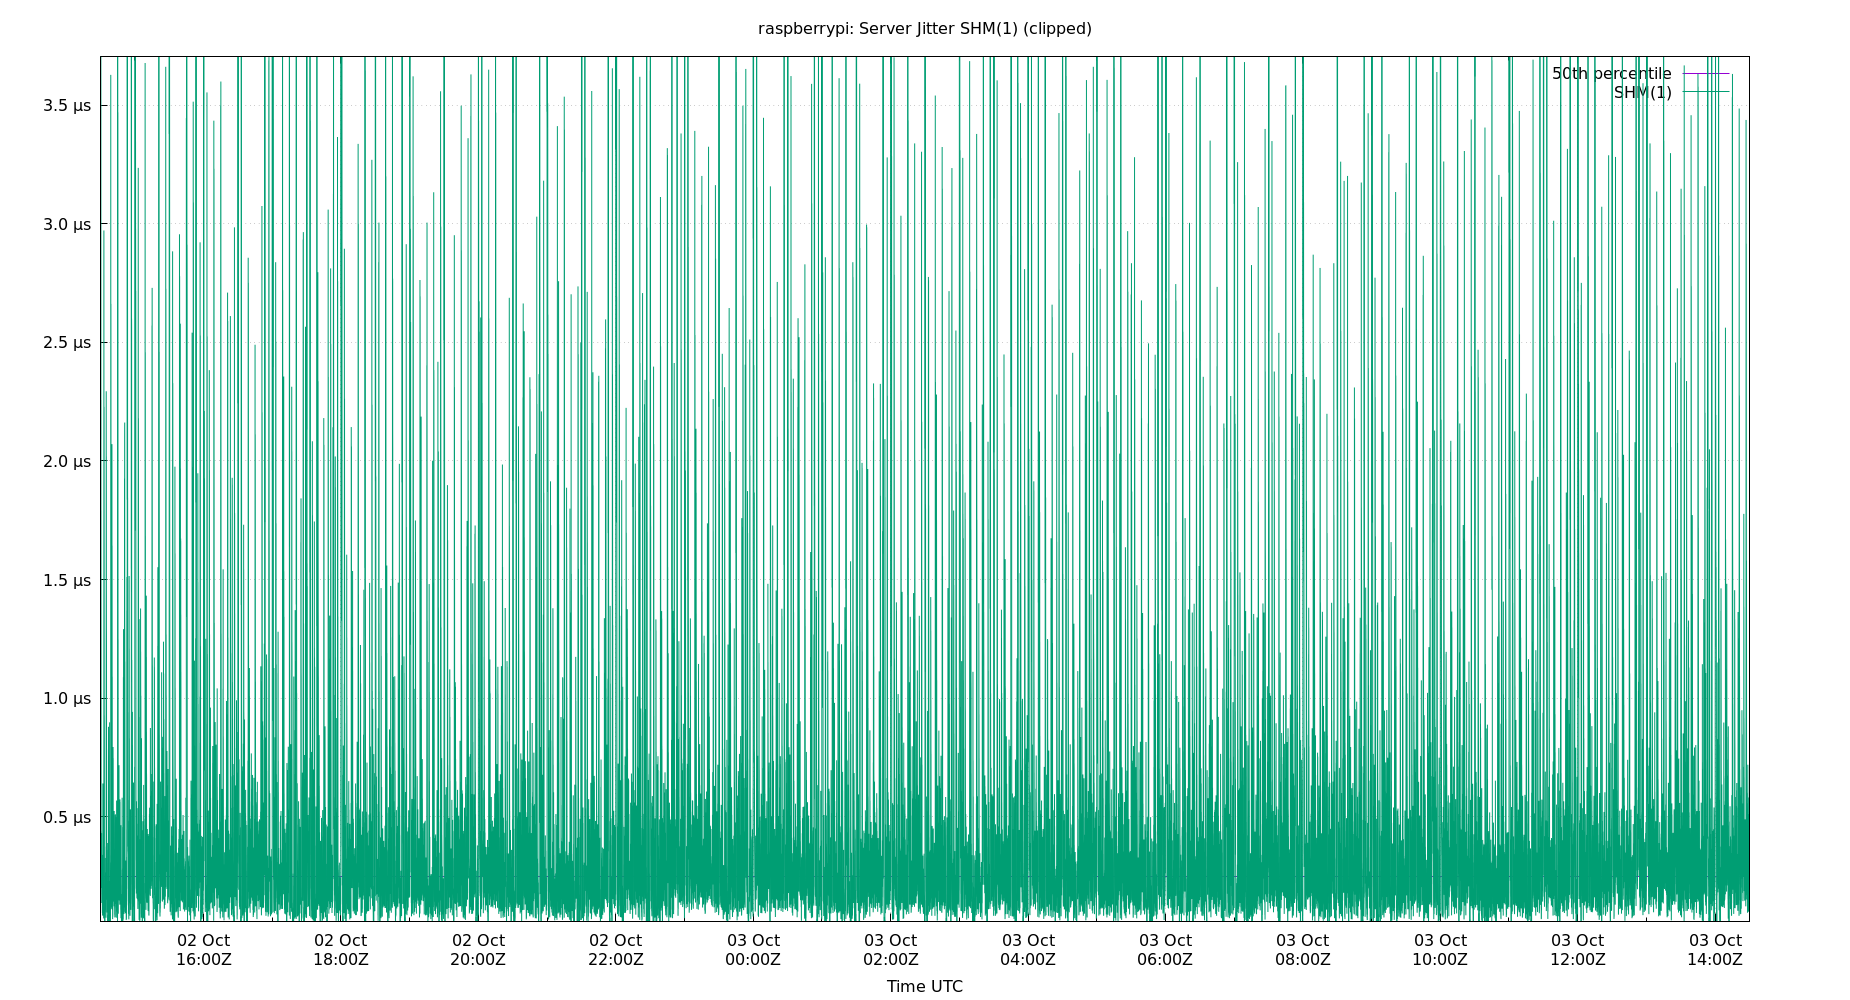 raspberrypi: Server Jitter SHM(1) (clipped)
50th percentile
SHM(1)
3.5 µs
3.0 µs
2.5 µs
2.0 µs
1.5 µs
1.0 µs
0.5 µs
02 Oct 02 Oct 02 Oct 02 Oct 03 Oct 03 Oct 03 Oct 03 Oct 03 Oct 03 Oct 03 Oct 03 Oct
16:00Z 18:00Z 20:00Z 22:00Z 00:00Z 02:00Z 04:00Z 06:00Z 08:00Z 10:00Z 12:00Z 14:00Z
Time UTC